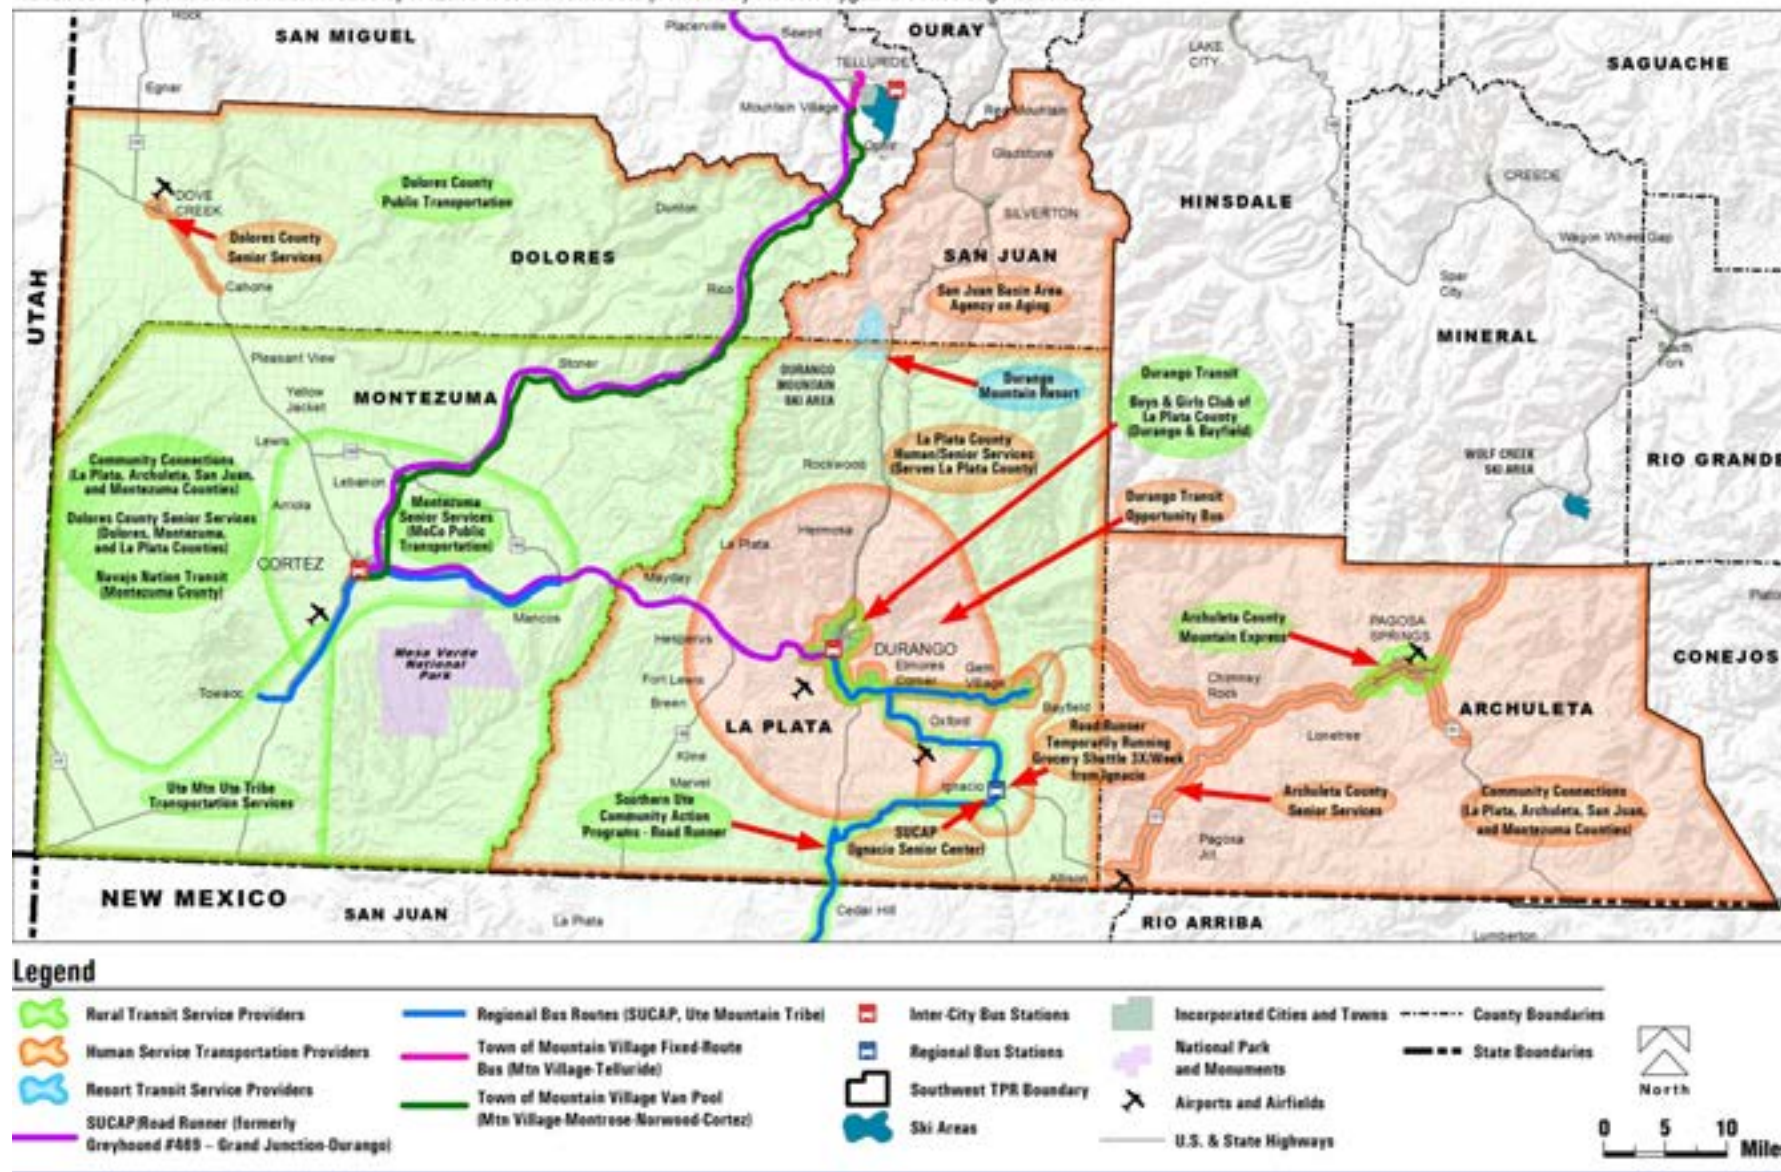 Rock
SAN MIGUEL
Placerville
Sawpit
OURAY
LAKE
CITY
SAGUACHE
Egnar
TELLURIDE
Mountain Village
Ophir
Red Mountain
Gladstone
Dolores County
Public Transportation
DOVE
CREEK
Dunton
SILVERTON
HINSDALE
CREEDE
Dolores County
Senior Services
DOLORES
SAN JUAN
Wagon Wheel Gap
Cahone
Rico
San Juan Basin Area
Agency on Aging
Spar
City
UTAH
MINERAL
South
Fork
Pleasant View
Stoner
Yellow
Jacket
MONTEZUMA
DURANGO
MOUNTAIN
SKI AREA
Durango
Mountain Resort
Durango Transit
Boys & Girls Club of
La Plata County
(Durango & Bayfield)
Lewis
La Plata County
Human/Senior Services
(Serves La Plata County)
Rockwood
WOLF CREEK
SKI AREA
RIO GRANDE
Community Connections
(La Plata, Archuleta, San Juan,
and Montezuma Counties)
Dolores County Senior Services
(Dolores, Montezuma,
and La Plata Counties)
Navajo Nation Transit
(Montezuma County)
Lebanon
Arriola
Montezuma
Senior Services
(MoCo Public
Transportation)
Durango Transit
Opportunity Bus
Hermosa
La Plata
CORTEZ
Mayday
Mancos
Hesperus
Mesa Verde
National
Park
DURANGO
Elmores
Corner
Gem
Village
Archuleta County
Mountain Express
PAGOSA
SPRINGS
CONEJOS
Towaoc
Fort Lewis
Breen
Chimney
Rock
Bayfield
Oxford
LA PLATA
ARCHULETA
Lonetree
Road Runner
Temporarily Running
Grocery Shuttle 3X/Week
from Ignacio
Kline
Marvel
Ignacio
Ute Mtn Ute Tribe
Transportation Services
Southern Ute
Community Action
Programs - Road Runner
SUCAP
(Ignacio Senior Center)
Archuleta County
Senior Services
Community Connections
(La Plata, Archuleta, San Juan,
and Montezuma Counties)
Pagosa
Jct.
Allison
NEW MEXICO
SAN JUAN
La Plata
Cedar Hill
RIO ARRIBA
Lumberton
Legend
Rural Transit Service Providers
Human Service Transportation Providers
Resort Transit Service Providers
SUCAP/Road Runner (formerly
Greyhound #469 – Grand Junction-Durango)
Regional Bus Routes (SUCAP, Ute Mountain Tribe)
Town of Mountain Village Fixed-Route
Bus (Mtn Village-Telluride)
Town of Mountain Village Van Pool
(Mtn Village-Montrose-Norwood-Cortez)
Inter-City Bus Stations
Regional Bus Stations
Southwest TPR Boundary
Ski Areas
Incorporated Cities and Towns
National Park
and Monuments
Airports and Airfields
U.S. & State Highways
County Boundaries
State Boundaries
North
0 5 10
Mile